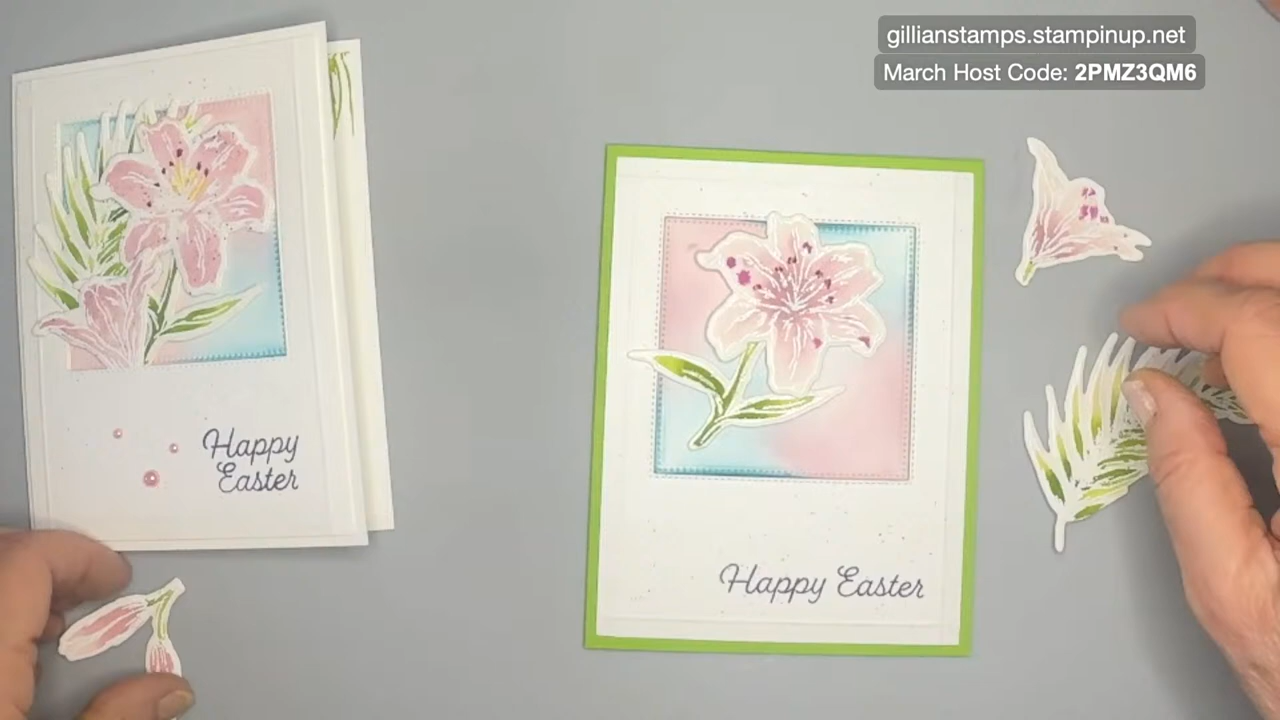 gillianstamps.stampinup.net
March Host Code: 2PMZ3QM6
Happy
Easter
Happy Easter